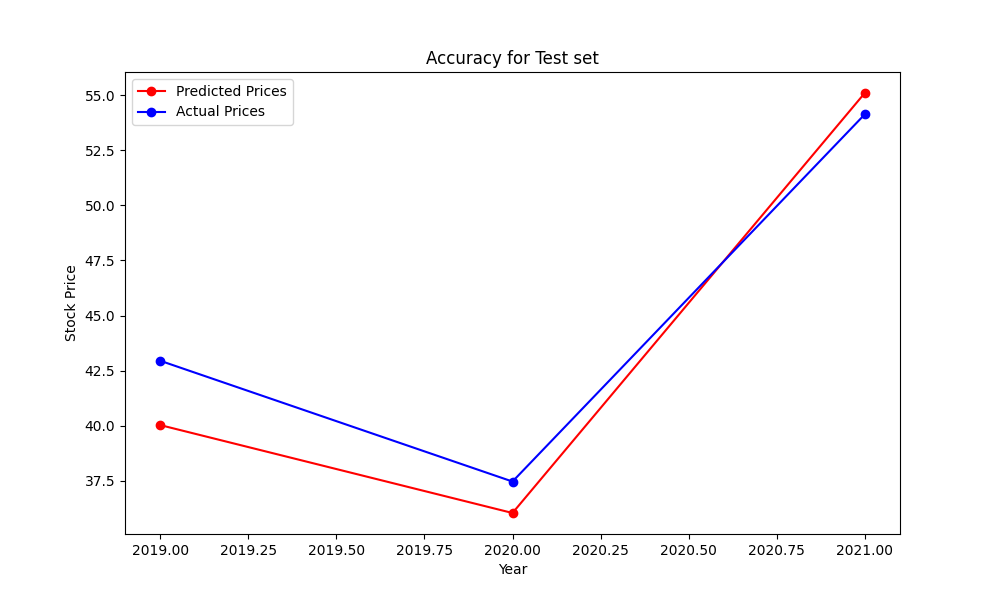 Accuracy for Test set
Predicted Prices
Actual Prices
55.0
52.5
50.0
47.5
45.0
42.5
40.0
37.5
Stock Price
2019.00 2019.25 2019.50 2019.75 2020.00 2020.25 2020.50 2020.75 2021.00
Year